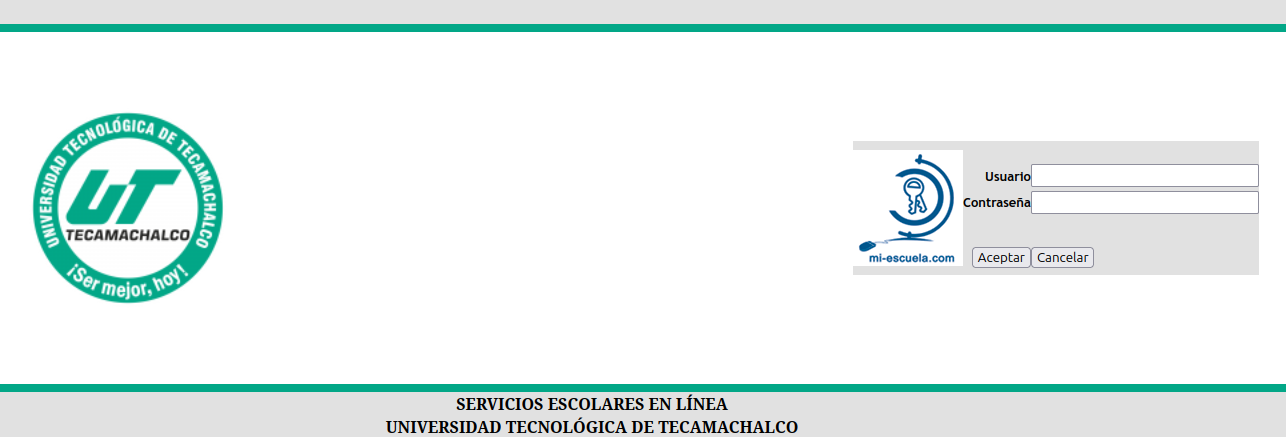 UNIVERSIDAD TECNOLÓGICA DE TECAMACHALCO
UT
TECAMACHALCO
¡Ser mejor, hoy!
mi-escuela.com
Usuario
Contraseña
Aceptar Cancelar
SERVICIOS ESCOLARES EN LÍNEA
UNIVERSIDAD TECNOLÓGICA DE TECAMACHALCO